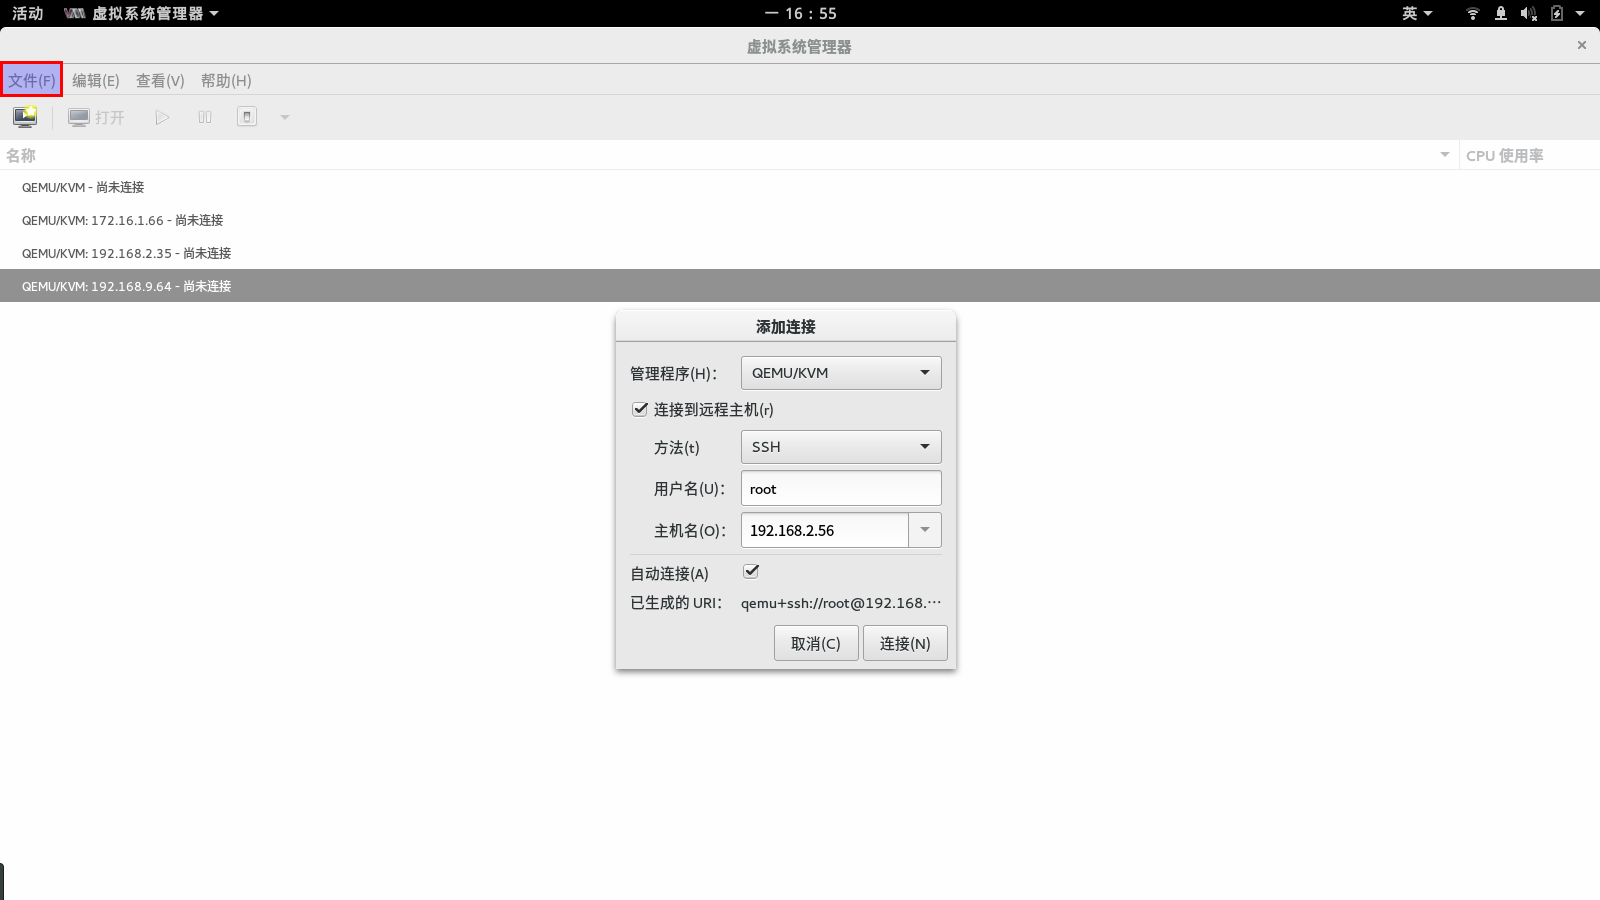 活动 虚拟系统管理器 一 16 : 55 英
虚拟系统管理器
文件(F) 编辑(E) 查看(V) 帮助(H)
打开
名称 CPU 使用率
QEMU/KVM - 尚未连接
QEMU/KVM: 172.16.1.66 - 尚未连接
QEMU/KVM: 192.168.2.35 - 尚未连接
QEMU/KVM: 192.168.9.64 - 尚未连接
添加连接
管理程序(H)： QEMU/KVM
连接到远程主机(r)
方法(t) SSH
用户名(U)： root
主机名(O)： 192.168.2.56
自动连接(A)
已生成的 URI： qemu+ssh://root@192.168.…
取消(C) 连接(N)